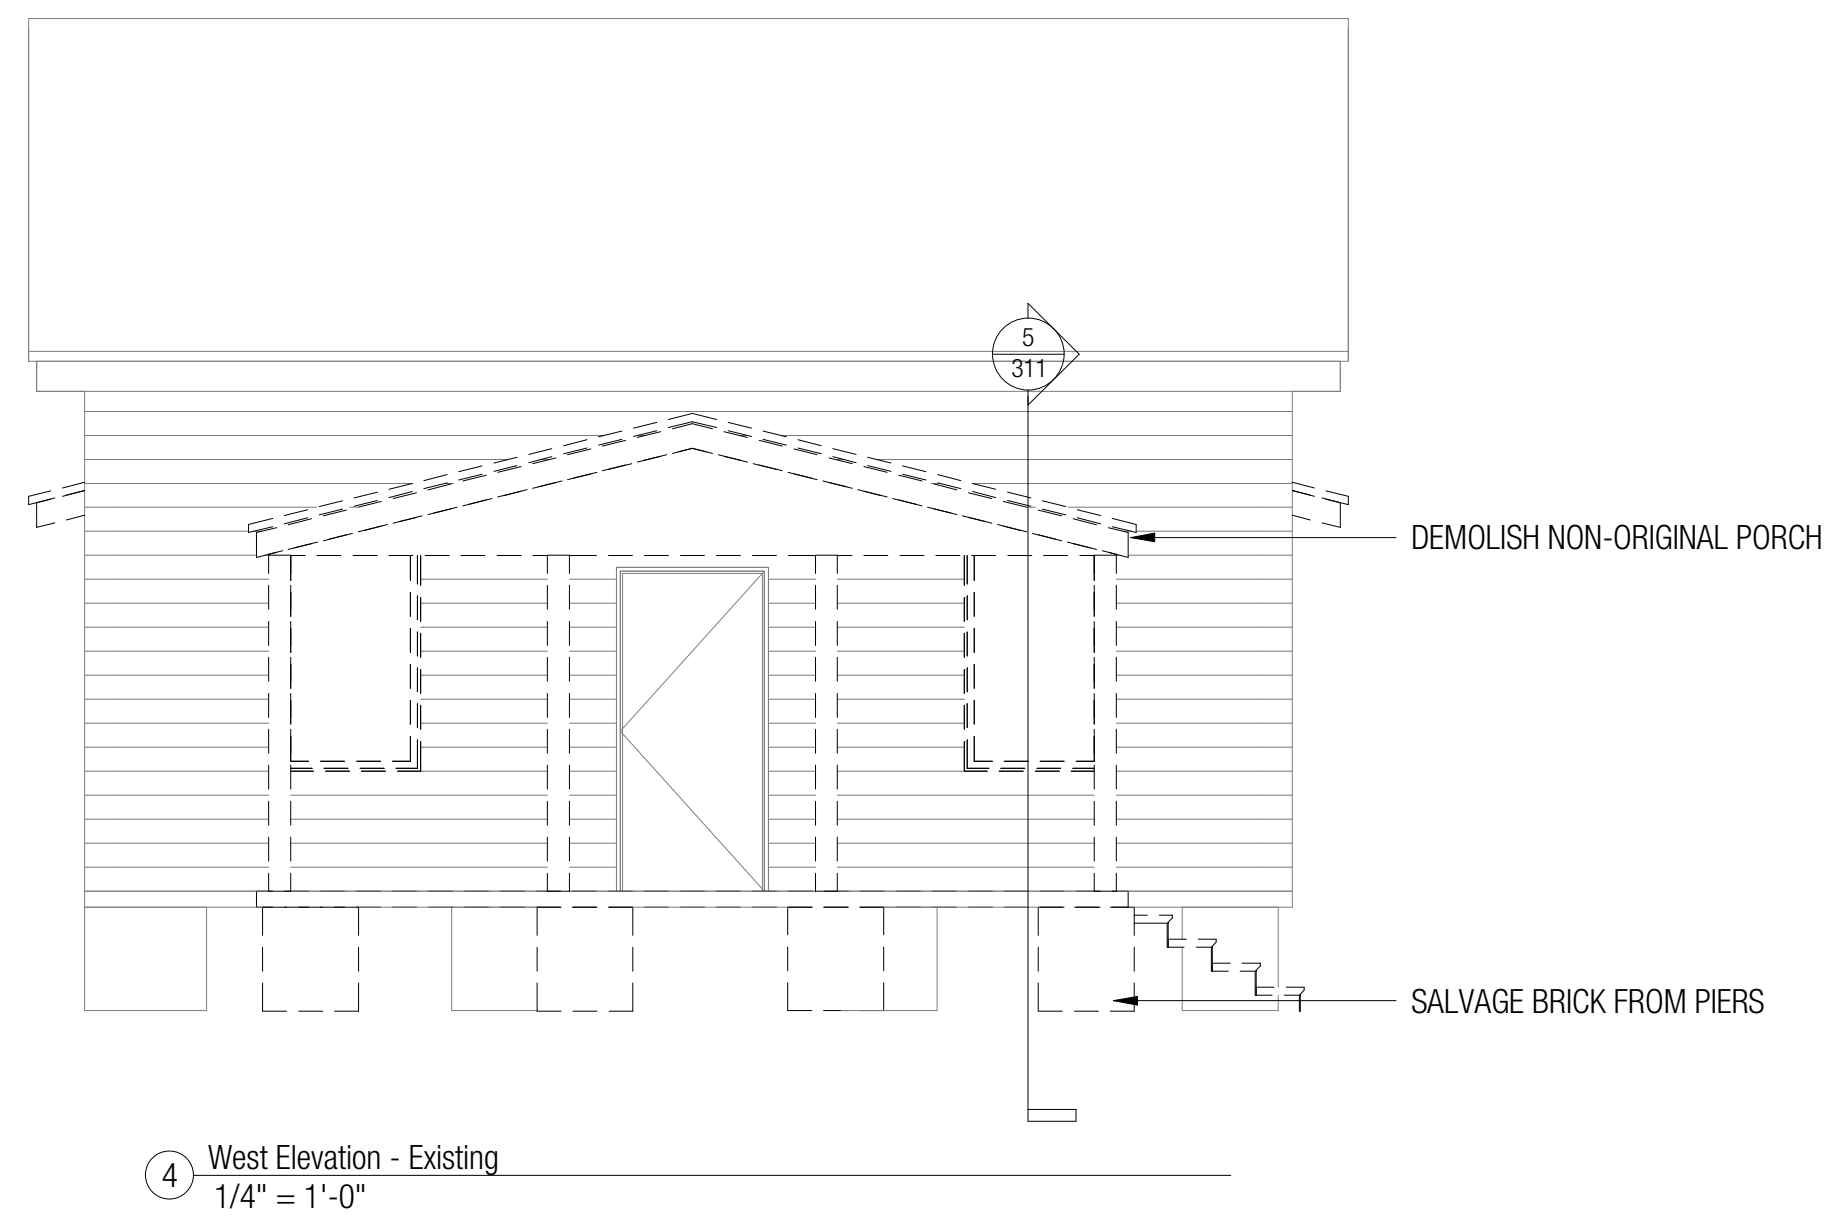 5
311
DEMOLISH NON-ORIGINAL PORCH
SALVAGE BRICK FROM PIERS
4
West Elevation - Existing
1/4" = 1'-0"